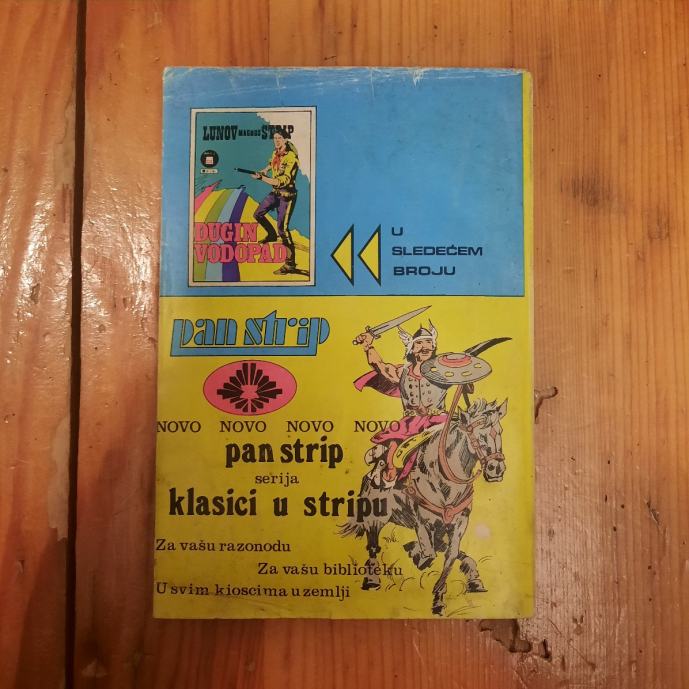 LUNOV MAGNUS STRIP
DUGIN
VODOPAD
U
SLEDEĆEM
BROJU
pan strip
NOVO NOVO NOVO NOVO
pan strip
serija
klasici u stripu
Za vašu razonodu
Za vašu biblioteku
U svim kioscima u zemlji